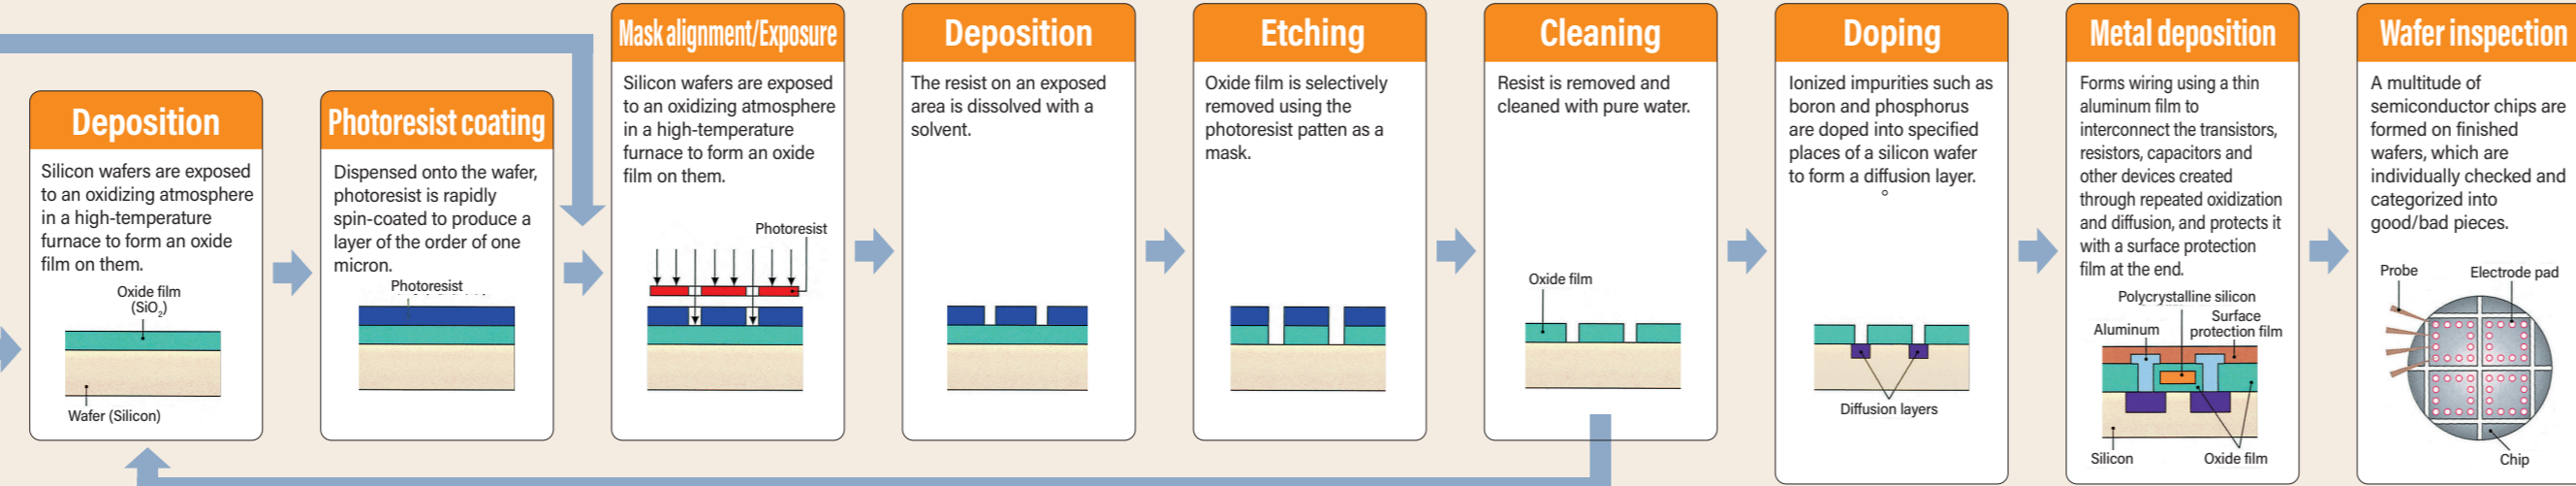 Deposition
Silicon wafers are exposed
to an oxidizing atmosphere
in a high-temperature
furnace to form an oxide
film on them.
Oxide film
(SiO₂)
Wafer (Silicon)
Photoresist coating
Dispensed onto the wafer,
photoresist is rapidly
spin-coated to produce a
layer of the order of one
micron.
Photoresist
Mask alignment/Exposure
Silicon wafers are exposed
to an oxidizing atmosphere
in a high-temperature
furnace to form an oxide
film on them.
Photoresist
Deposition
The resist on an exposed
area is dissolved with a
solvent.
Etching
Oxide film is selectively
removed using the
photoresist patten as a
mask.
Cleaning
Resist is removed and
cleaned with pure water.
Oxide film
Doping
Ionized impurities such as
boron and phosphorus
are doped into specified
places of a silicon wafer
to form a diffusion layer.
。
Diffusion layers
Metal deposition
Forms wiring using a thin
aluminum film to
interconnect the transistors,
resistors, capacitors and
other devices created
through repeated oxidization
and diffusion, and protects it
with a surface protection
film at the end.
Polycrystalline silicon
Surface
protection film
Aluminum
Silicon
Oxide film
Wafer inspection
A multitude of
semiconductor chips are
formed on finished
wafers, which are
individually checked and
categorized into
good/bad pieces.
Probe
Electrode pad
Chip